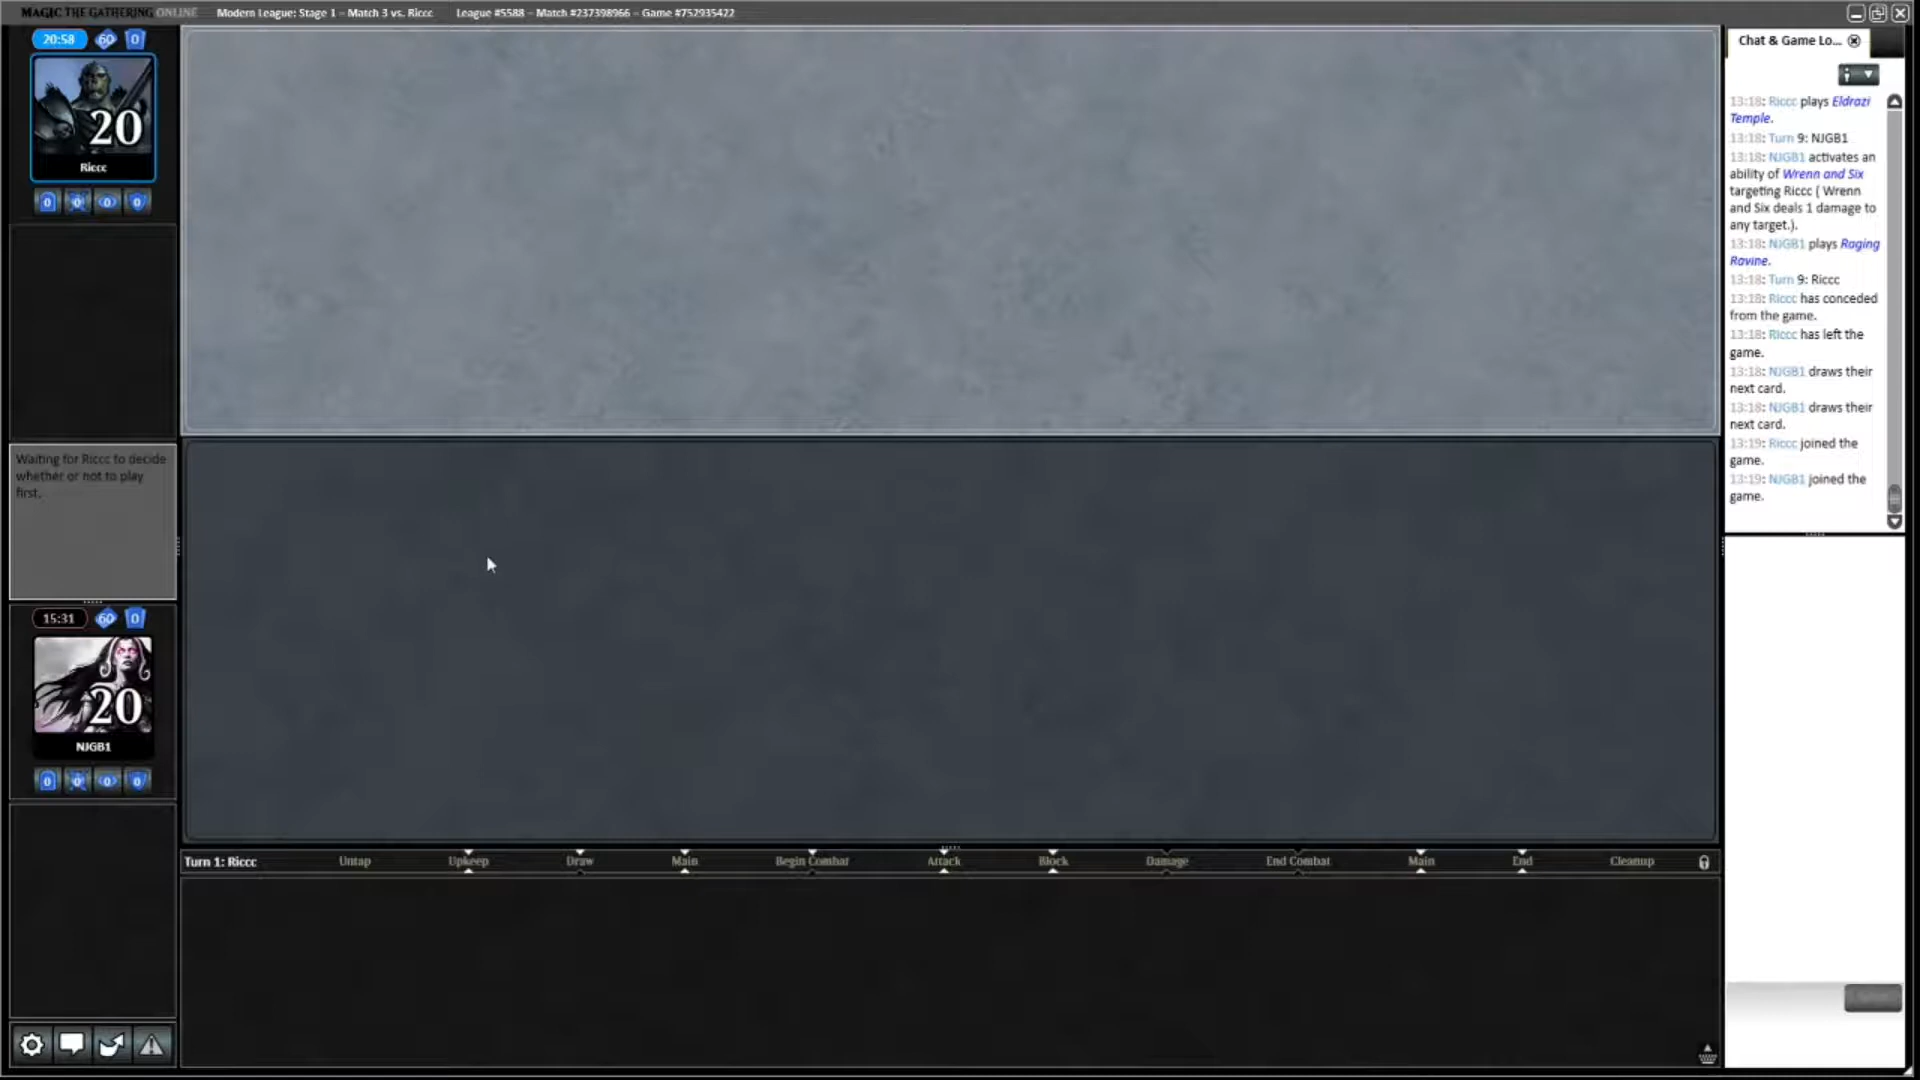 MAGIC THE GATHERING ONLINE
Modern League: Stage 1 – Match 3 vs. Riccc
League #5588 – Match #237398966 – Game #752935422
20:58
60
0
20
Riccc
0
0
0
0
Waiting for Riccc to decide
whether or not to play
first.
15:31
60
0
20
NJGB1
0
0
0
0
Turn 1: Riccc
Untap
Upkeep
Draw
Main
Begin Combat
Attack
Block
Damage
End Combat
Main
End
Cleanup
Chat & Game Lo...
13:18: Riccc plays Eldrazi
Temple.
13:18: Turn 9: NJGB1
13:18: NJGB1 activates an
ability of Wrenn and Six
targeting Riccc ( Wrenn
and Six deals 1 damage to
any target.).
13:18: NJGB1 plays Raging
Ravine.
13:18: Turn 9: Riccc
13:18: Riccc has conceded
from the game.
13:18: Riccc has left the
game.
13:18: NJGB1 draws their
next card.
13:18: NJGB1 draws their
next card.
13:19: Riccc joined the
game.
13:19: NJGB1 joined the
game.